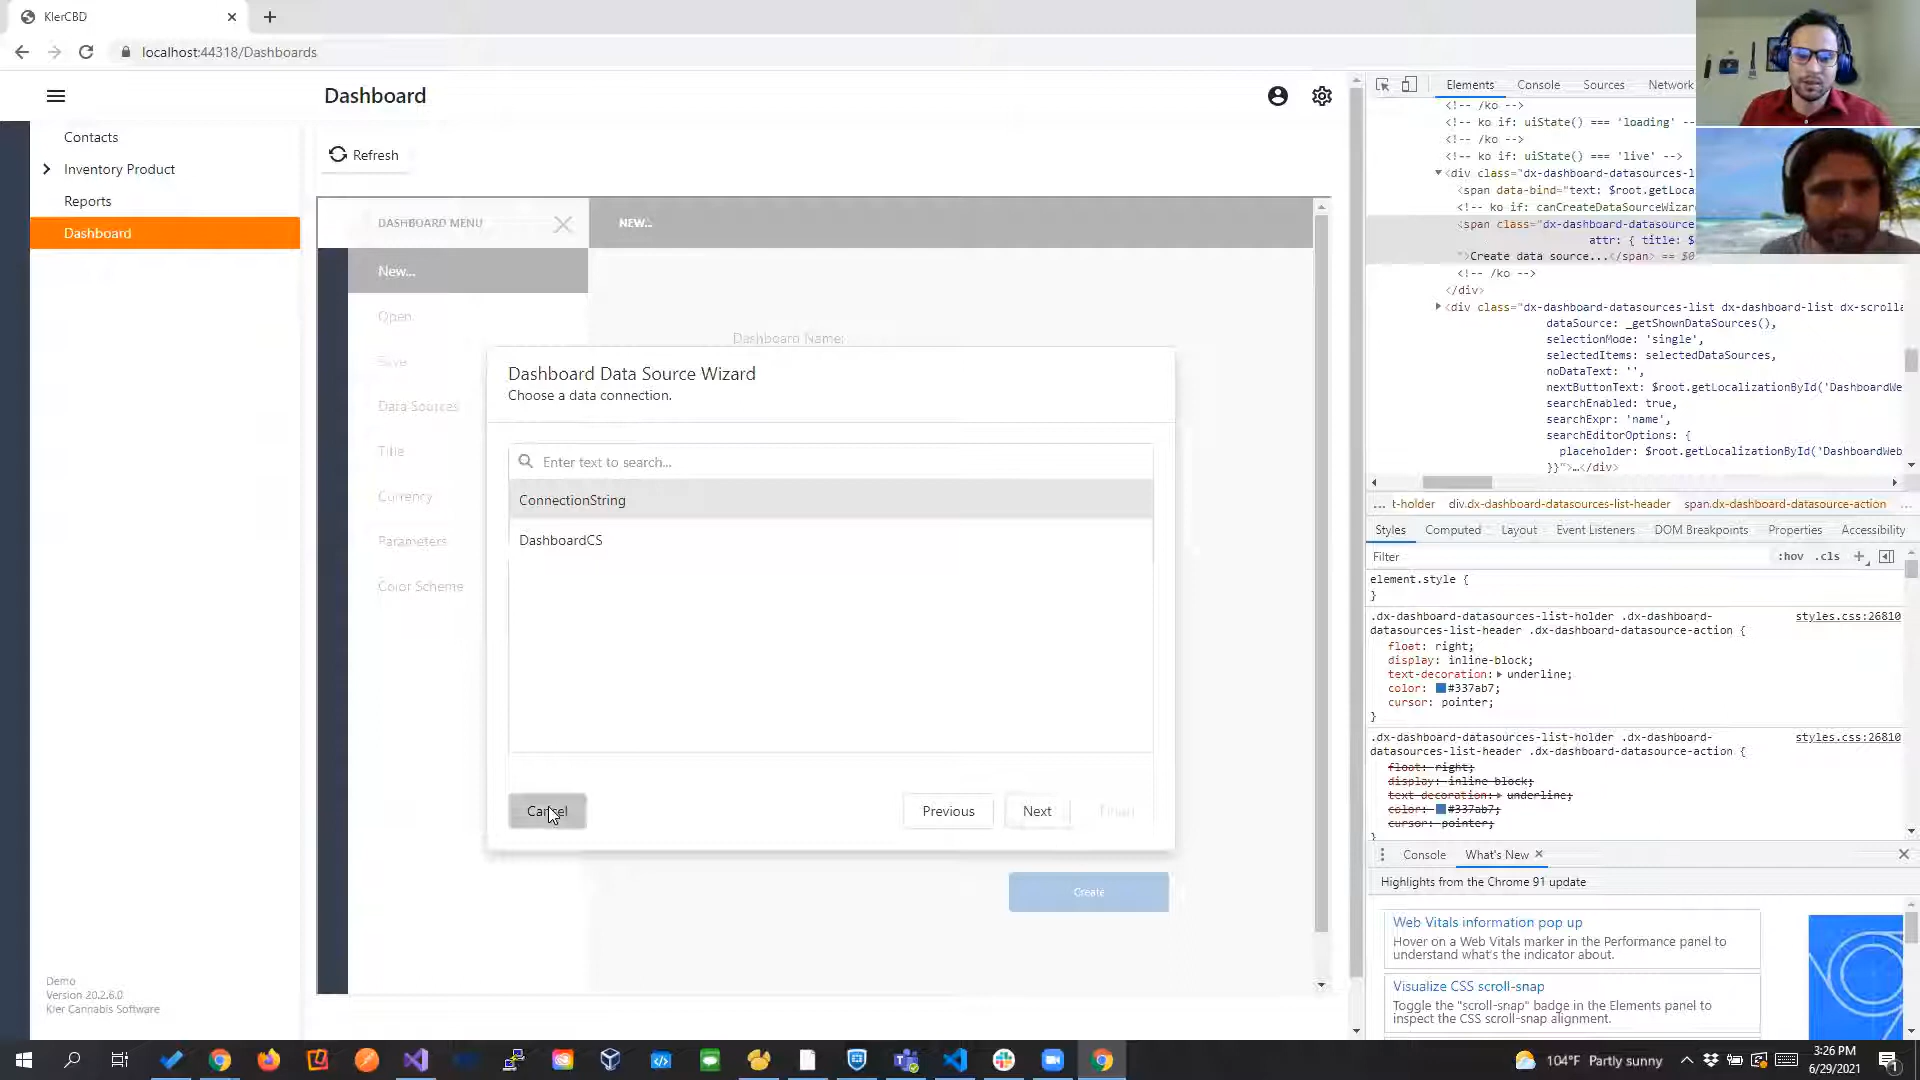 KlerCBD
localhost:44318/Dashboards
Dashboard
Contacts
Inventory Product
Reports
Dashboard
Refresh
DASHBOARD MENU
NEW...
New...
Open
Save
Data Sources
Title
Currency
Parameters
Color Scheme
Dashboard Name:
Dashboard Data Source Wizard
Choose a data connection.
Enter text to search...
ConnectionString
DashboardCS
Cancel
Previous
Next
Finish
Create
Demo
Version 20.2.6.0
Kler Cannabis Software
Elements
Console
Sources
Network
<!-- /ko -->
<!-- ko if: uiState() === 'loading' --
<!-- /ko -->
<!-- ko if: uiState() === 'live' -->
<div class="dx-dashboard-datasources-l
<span data-bind="text: $root.getLoca
<!-- ko if: canCreateDataSourceWizar
<span class="dx-dashboard-datasource
attr: { title: $
">Create data source...</span> == $0
<!-- /ko -->
</div>
<div class="dx-dashboard-datasources-list dx-dashboard-list dx-scrolla
dataSource: _getShownDataSources(),
selectionMode: 'single',
selectedItems: selectedDataSources,
noDataText: '',
nextButtonText: $root.getLocalizationById('DashboardWe
searchEnabled: true,
searchExpr: 'name',
searchEditorOptions: {
placeholder: $root.getLocalizationById('DashboardWeb
}}">…</div>
... t-holder div.dx-dashboard-datasources-list-header span.dx-dashboard-datasource-action ...
Styles
Computed
Layout
Event Listeners
DOM Breakpoints
Properties
Accessibility
Filter
:hov .cls +
element.style {
}
.dx-dashboard-datasources-list-holder .dx-dashboard-
styles.css:26810
datasources-list-header .dx-dashboard-datasource-action {
float: right;
display: inline-block;
text-decoration: underline;
color: #337ab7;
cursor: pointer;
}
.dx-dashboard-datasources-list-holder .dx-dashboard-
styles.css:26810
datasources-list-header .dx-dashboard-datasource-action {
float: right;
display: inline-block;
text-decoration: underline;
color: #337ab7;
cursor: pointer;
}
Console
What's New
Highlights from the Chrome 91 update
Web Vitals information pop up
Hover on a Web Vitals marker in the Performance panel to
understand what's the indicator about.
Visualize CSS scroll-snap
Toggle the "scroll-snap" badge in the Elements panel to
inspect the CSS scroll-snap alignment.
104°F Partly sunny
3:26 PM
6/29/2021